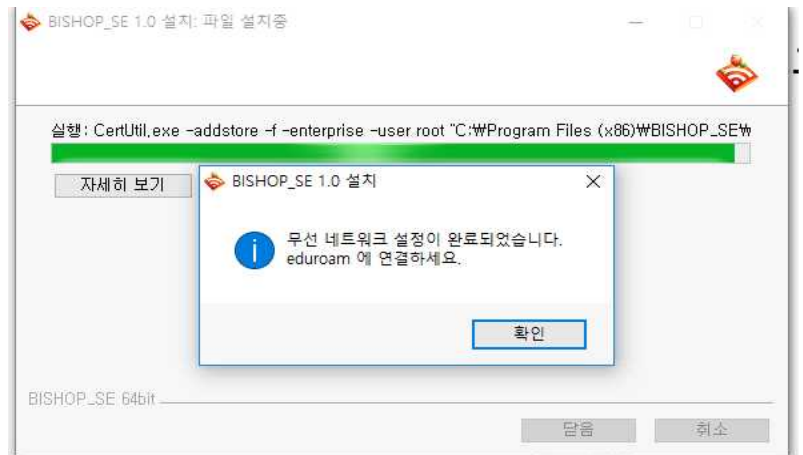 BISHOP_SE 1.0 설치: 파일 설치중
실행: CertUtil.exe -addstore -f -enterprise -user root "C:₩Program Files (x86)₩BISHOP_SE₩
자세히 보기
BISHOP_SE 1.0 설치
무선 네트워크 설정이 완료되었습니다.
eduroam 에 연결하세요.
확인
BISHOP_SE 64bit
닫음
취소